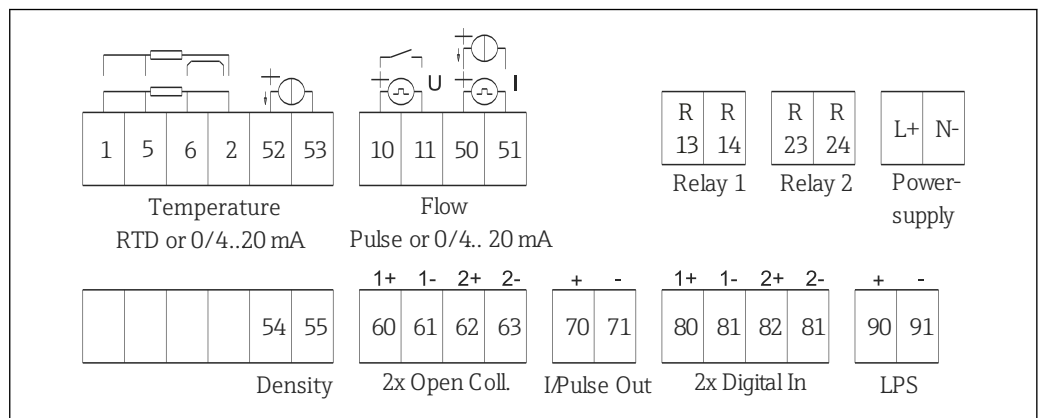 U I
1 5 6 2 52 53 10 11 50 51 R 13 R 14 R 23 R 24 L+ N-
Temperature Flow Relay 1 Relay 2 Power-supply
RTD or 0/4..20 mA Pulse or 0/4.. 20 mA
1+ 1- 2+ 2- + - 1+ 1- 2+ 2- + -
54 55 60 61 62 63 70 71 80 81 82 81 90 91
Density 2x Open Coll. I/Pulse Out 2x Digital In LPS